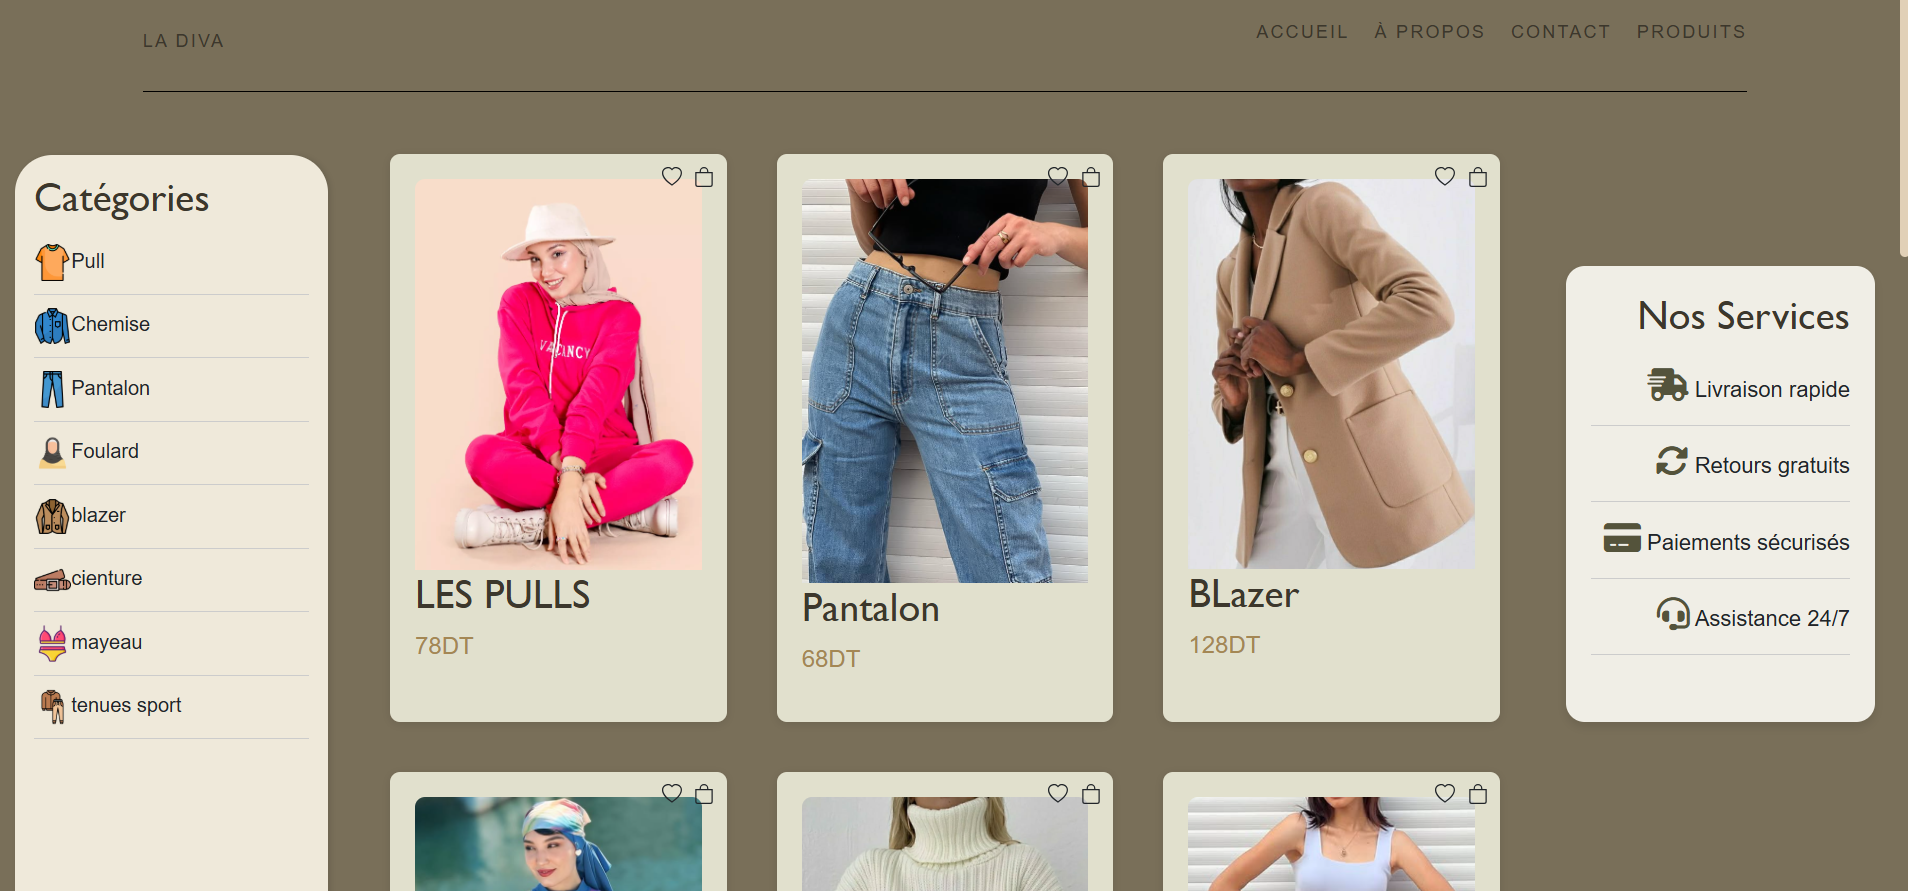 LA DIVA
ACCUEIL À PROPOS CONTACT PRODUITS
Catégories
Pull
Chemise
Pantalon
Foulard
blazer
cienture
mayeau
tenues sport
VACANCY
LES PULLS
78DT
Pantalon
68DT
BLazer
128DT
Nos Services
Livraison rapide
Retours gratuits
Paiements sécurisés
Assistance 24/7